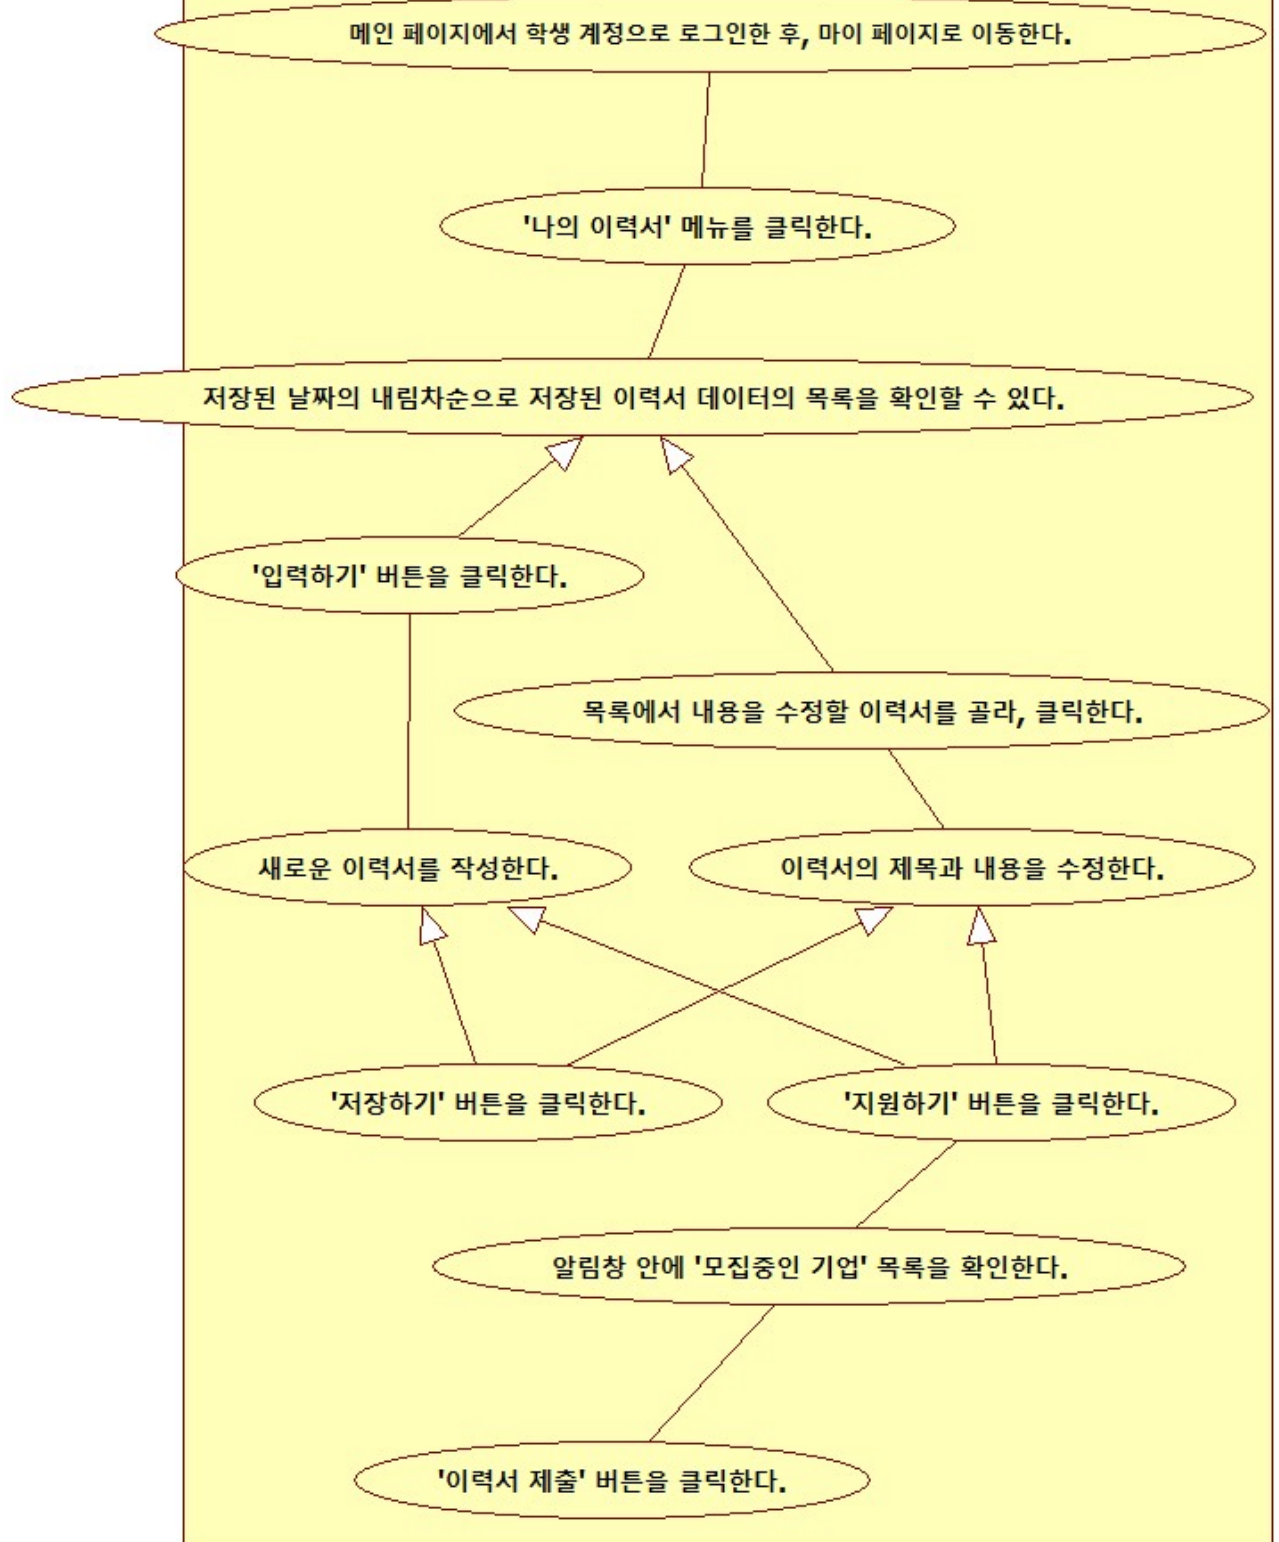 메인 페이지에서 학생 계정으로 로그인한 후, 마이 페이지로 이동한다.
'나의 이력서' 메뉴를 클릭한다.
저장된 날짜의 내림차순으로 저장된 이력서 데이터의 목록을 확인할 수 있다.
'입력하기' 버튼을 클릭한다.
목록에서 내용을 수정할 이력서를 골라, 클릭한다.
새로운 이력서를 작성한다.
이력서의 제목과 내용을 수정한다.
'저장하기' 버튼을 클릭한다.
'지원하기' 버튼을 클릭한다.
알림창 안에 '모집중인 기업' 목록을 확인한다.
'이력서 제출' 버튼을 클릭한다.